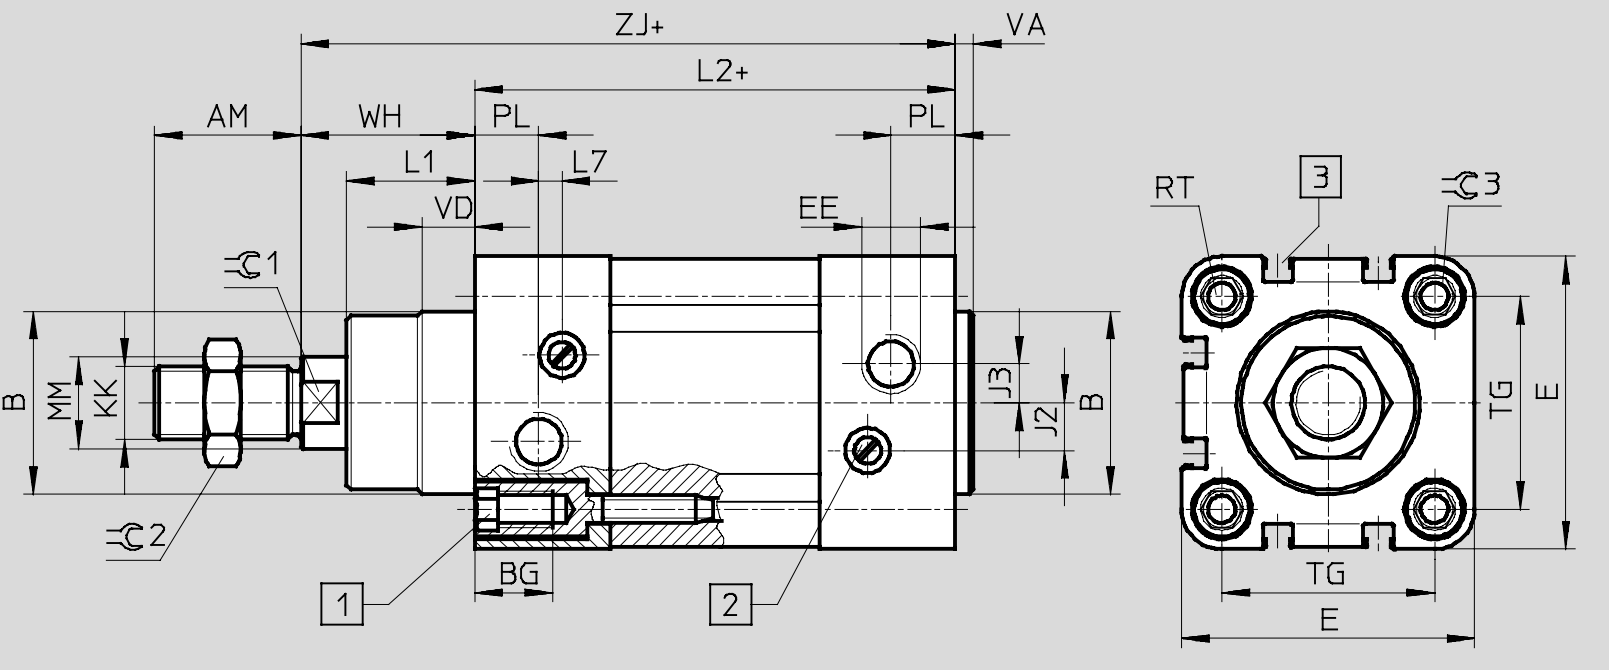 ZJ+
VA
L2+
AM
WH
PL
PL
L1
L7
VD
EE
RT
3
3
1
B
MM
KK
J3
J2
B
TG
E
2
BG
1
2
TG
E